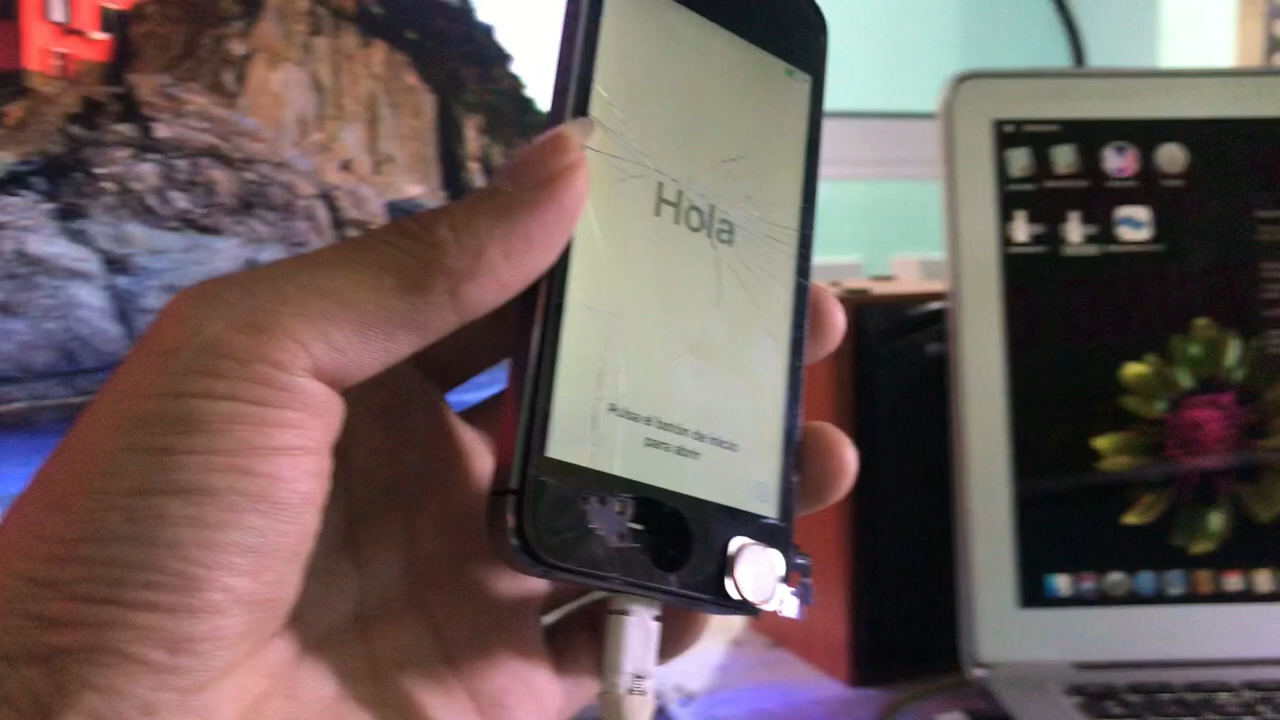 Hola
Pulsa el botón de inicio
para abrir